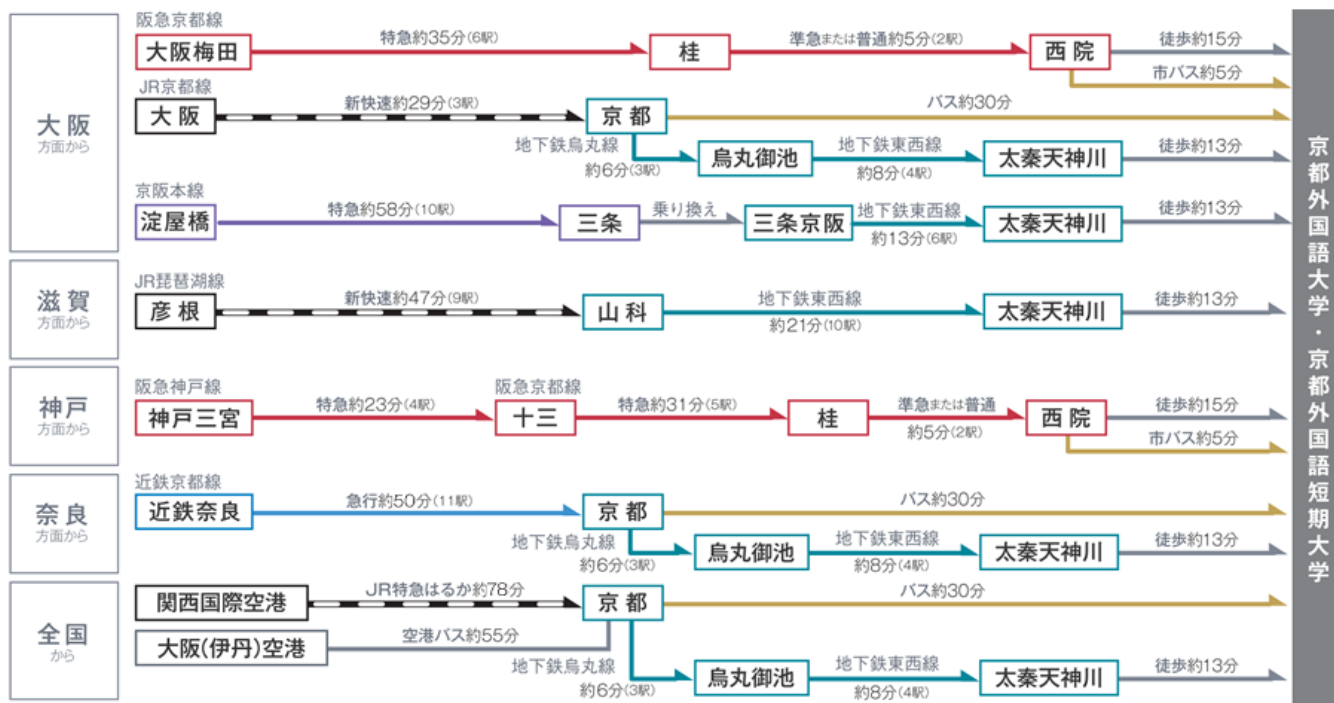 大阪
方面から
阪急京都線
大阪梅田
特急約35分(6駅)
桂
準急または普通約5分(2駅)
西院
徒歩約15分
市バス約5分
JR京都線
大阪
新快速約29分(3駅)
京都
バス約30分
地下鉄烏丸線
約6分(3駅)
烏丸御池
地下鉄東西線
約8分(4駅)
太秦天神川
徒歩約13分
京阪本線
淀屋橋
特急約58分(10駅)
三条
乗り換え
三条京阪
地下鉄東西線
約13分(6駅)
太秦天神川
徒歩約13分
滋賀
方面から
JR琵琶湖線
彦根
新快速約47分(9駅)
山科
地下鉄東西線
約21分(10駅)
太秦天神川
徒歩約13分
神戸
方面から
阪急神戸線
神戸三宮
特急約23分(4駅)
阪急京都線
十三
特急約31分(5駅)
桂
準急または普通
約5分(2駅)
西院
徒歩約15分
市バス約5分
奈良
方面から
近鉄京都線
近鉄奈良
急行約50分(11駅)
京都
バス約30分
地下鉄烏丸線
約6分(3駅)
烏丸御池
地下鉄東西線
約8分(4駅)
太秦天神川
徒歩約13分
全国
から
関西国際空港
JR特急はるか約78分
京都
バス約30分
大阪(伊丹)空港
空港バス約55分
地下鉄烏丸線
約6分(3駅)
烏丸御池
地下鉄東西線
約8分(4駅)
太秦天神川
徒歩約13分
京都外国語大学・京都外国語短期大学